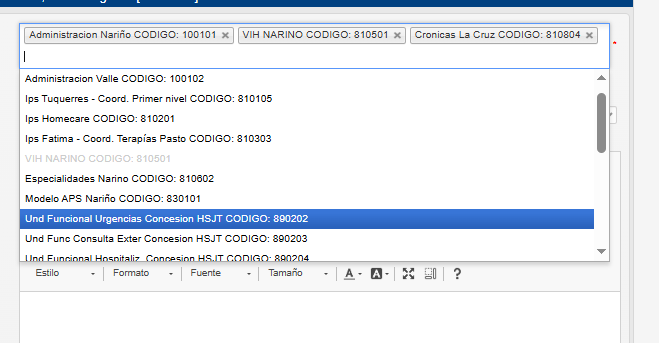 Administracion Nariño CODIGO: 100101 × VIH NARINO CODIGO: 810501 × Cronicas La Cruz CODIGO: 810804 ×
*
Administracion Valle CODIGO: 100102
Ips Tuquerres - Coord. Primer nivel CODIGO: 810105
Ips Homecare CODIGO: 810201
Ips Fatima - Coord. Terapías Pasto CODIGO: 810303
VIH NARINO CODIGO: 810501
Especialidades Narino CODIGO: 810602
Modelo APS Nariño CODIGO: 830101
Und Funcional Urgencias Concesion HSJT CODIGO: 890202
Und Func Consulta Exter Concesion HSJT CODIGO: 890203
Und Funcional Hospitaliz. Concesion HSJT CODIGO: 890204
Estilo Formato Fuente Tamaño A A ?